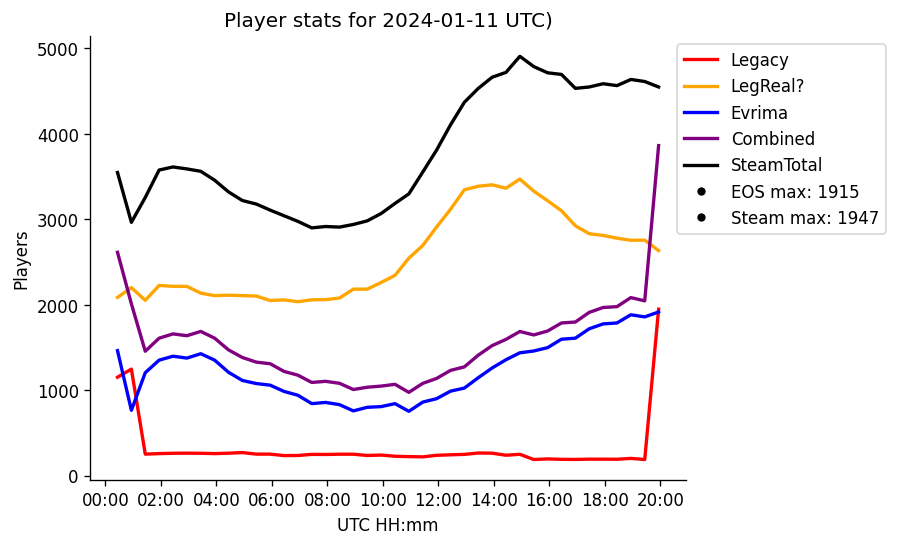 Player stats for 2024-01-11 UTC)
5000
4000
3000
2000
1000
0
Players
00:00 02:00 04:00 06:00 08:00 10:00 12:00 14:00 16:00 18:00 20:00
UTC HH:mm
Legacy
LegReal?
Evrima
Combined
SteamTotal
EOS max: 1915
Steam max: 1947